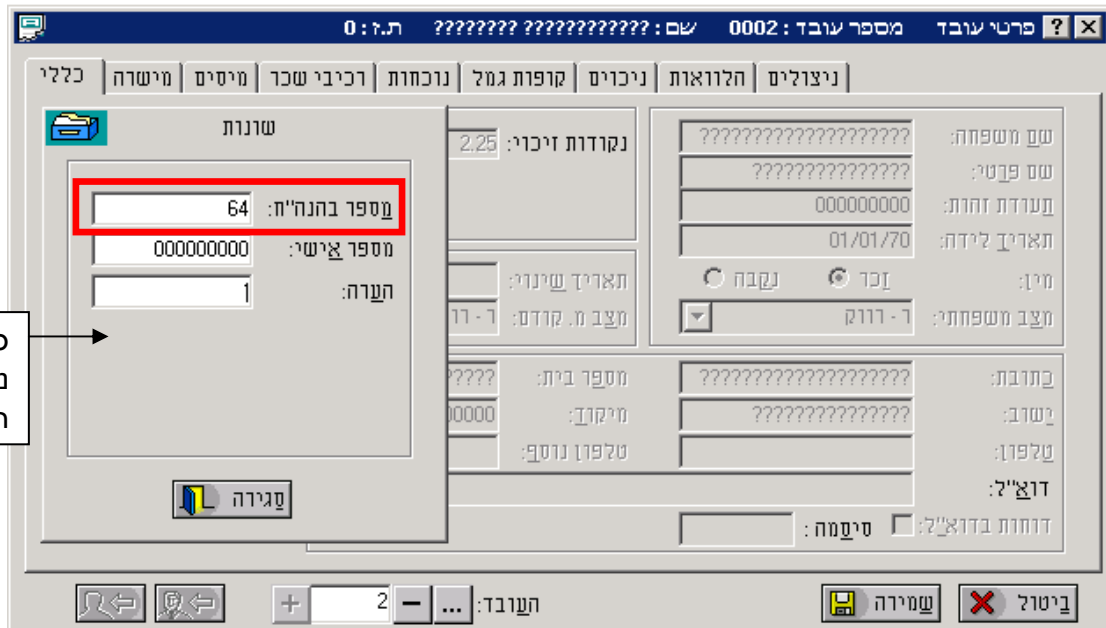 פרטי עובד מספר עובד : 0002 שם : ???????????? ???????? ת.ז : 0
כללי מישרה מיסים רכיבי שכר נוכחות קופות גמל ניכוים הלוואות ניצולים
שונות
מספר בהנה"ח: 64
מספר אישי: 000000000
הערה: 1
סגירה
שם משפחה: ????????????????????
שם פרטי: ???????????????
תעודת זהות: 000000000
תאריך לידה: 01/01/70
מין: זכר נקבה
מצב משפחתי: ר - רווק
נקודות זיכוי: 2.25
תאריך שינוי:
מצב מ. קודם: ר - רוו
כתובת: ????????????????????
מספר בית: ?????
ישוב: ???????????????
מיקוד: 00000
טלפון:
טלפון נוסף:
דוא"ל:
דוחות בדוא"ל: סיסמה :
ביטול שמירה העובד: ... − 2 +